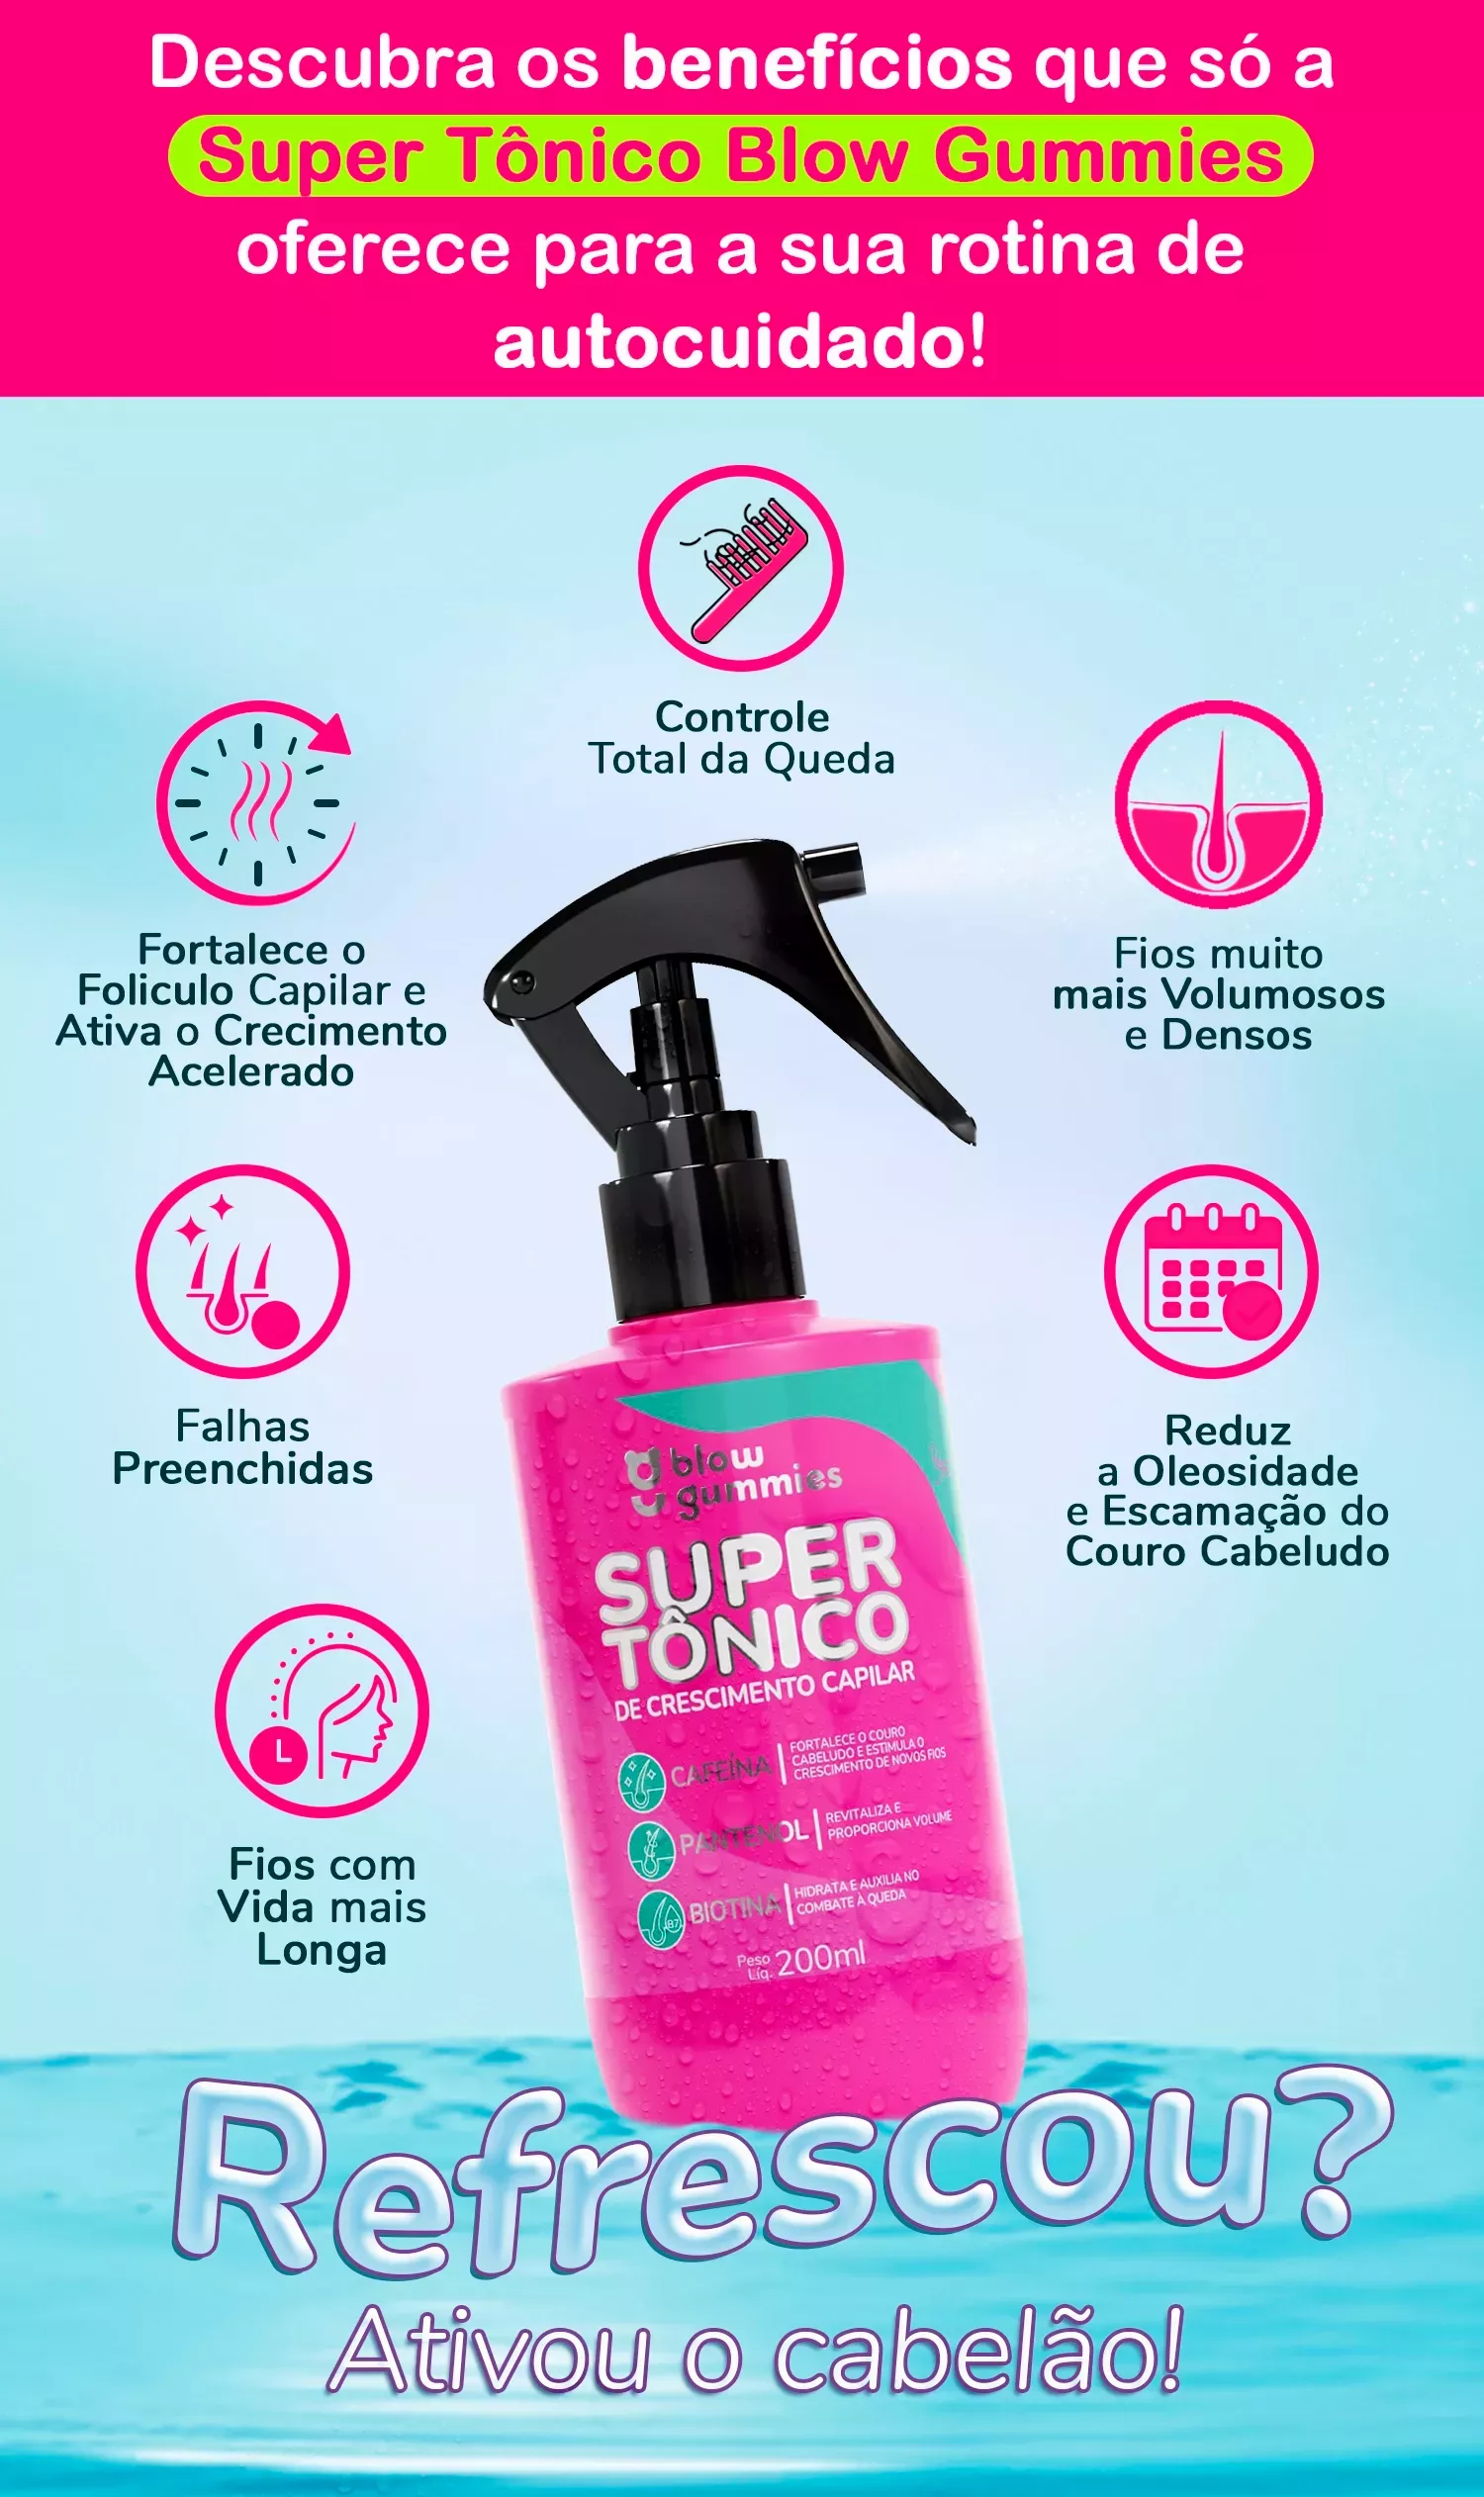 Descubra os benefícios que só a
Super Tônico Blow Gummies
oferece para a sua rotina de
autocuidado!
Controle
Total da Queda
Fortalece o
Foliculo Capilar e
Ativa o Crecimento
Acelerado
Fios muito
mais Volumosos
e Densos
Falhas
Preenchidas
Reduz
a Oleosidade
e Escamação do
Couro Cabeludo
Fios com
Vida mais
Longa
blow
gummies
SUPER
TÔNICO
DE CRESCIMENTO CAPILAR
CAFEÍNA
FORTALECE O COURO
CABELUDO E ESTIMULA O
CRESCIMENTO DE NOVOS FIOS
PANTENOL
REVITALIZA E
PROPORCIONA VOLUME
B7
BIOTINA
HIDRATA E AUXILIA NO
COMBATE À QUEDA
Peso
Líq. 200ml
Refrescou?
Ativou o cabelão!